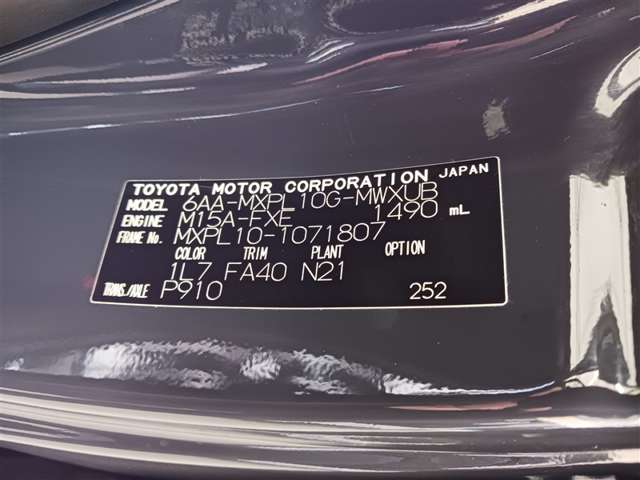 TOYOTA MOTOR CORPORATION JAPAN
MODEL 6AA-MXPL10G-MWXUB
ENGINE M15A-FXE 1490 mL
FRAME No. MXPL10-1071807
COLOR TRIM PLANT OPTION
1L7 FA40 N21
TRANS./AXLE P910 252